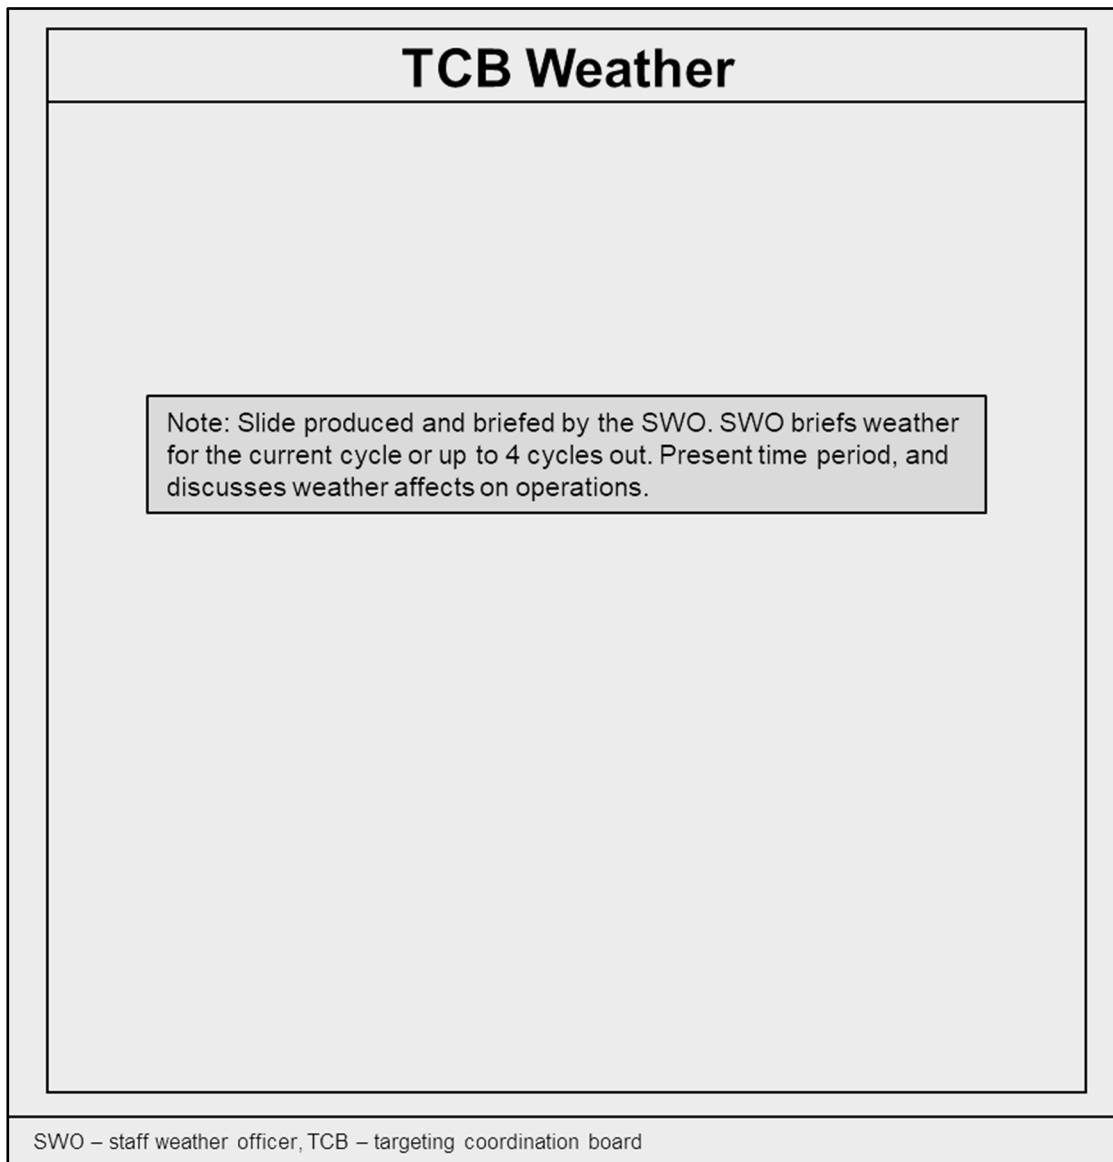 TCB Weather
Note: Slide produced and briefed by the SWO. SWO briefs weather
for the current cycle or up to 4 cycles out. Present time period, and
discusses weather affects on operations.
SWO – staff weather officer, TCB – targeting coordination board